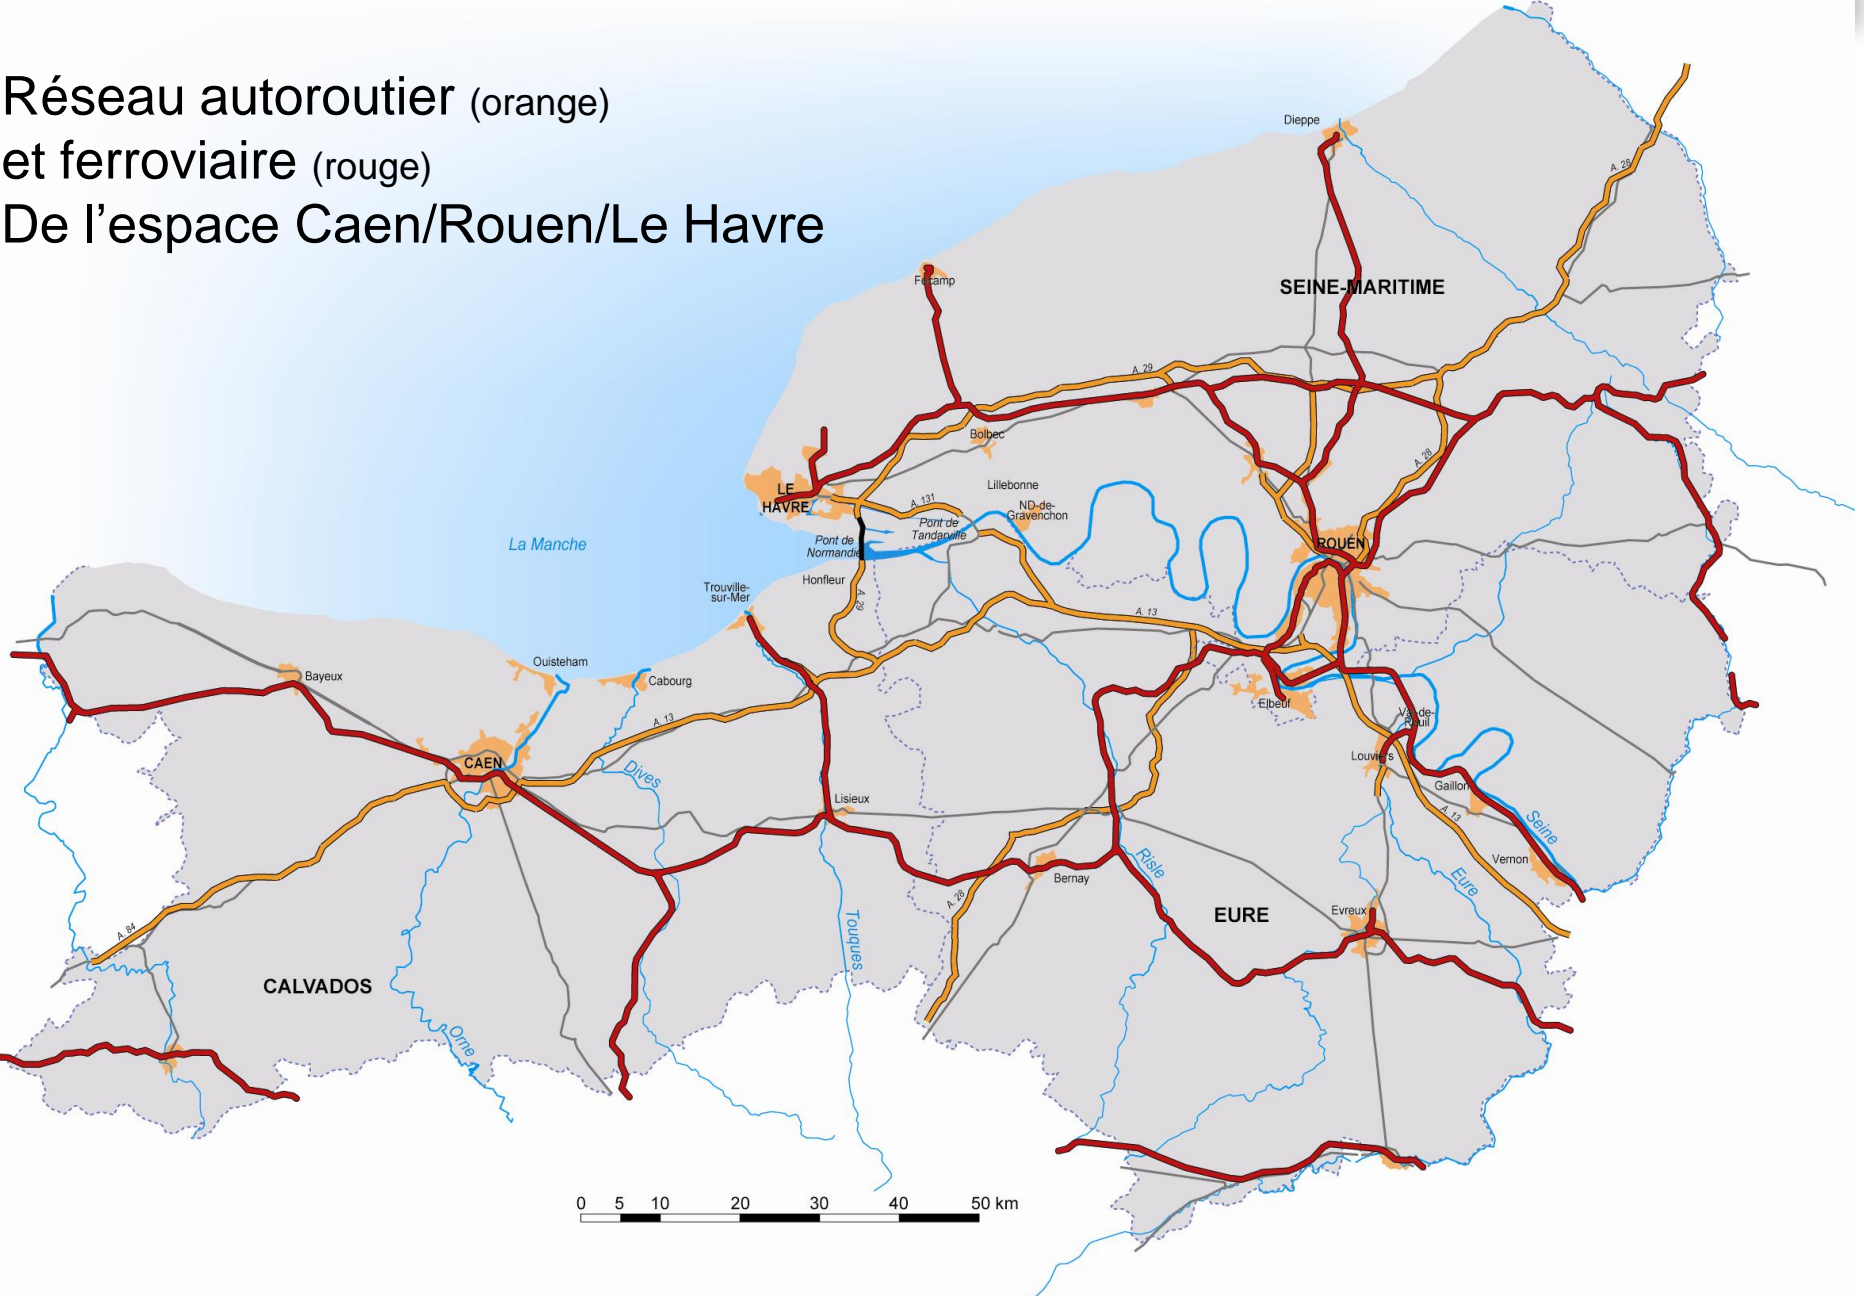 Réseau autoroutier (orange)
et ferroviaire (rouge)
De l’espace Caen/Rouen/Le Havre
Dieppe
A. 28
Fécamp
SEINE-MARITIME
A. 29
Bolbec
LE
HAVRE
A. 131
Lillebonne
ND-de-
Gravenchon
A. 28
Pont de
Tandarville
Pont de
Normandie
ROUEN
La Manche
Honfleur
A. 29
Trouville-
sur-Mer
A. 13
Ouisteham
Bayeux
Cabourg
Elbeuf
Val-de-
Reuil
A. 13
CAEN
Dives
Louviers
Gaillon
Lisieux
A. 13
Seine
Vernon
Bernay
Risle
Eure
A. 28
EURE
Evreux
A. 84
Touques
CALVADOS
Orne
0 5 10 20 30 40 50 km